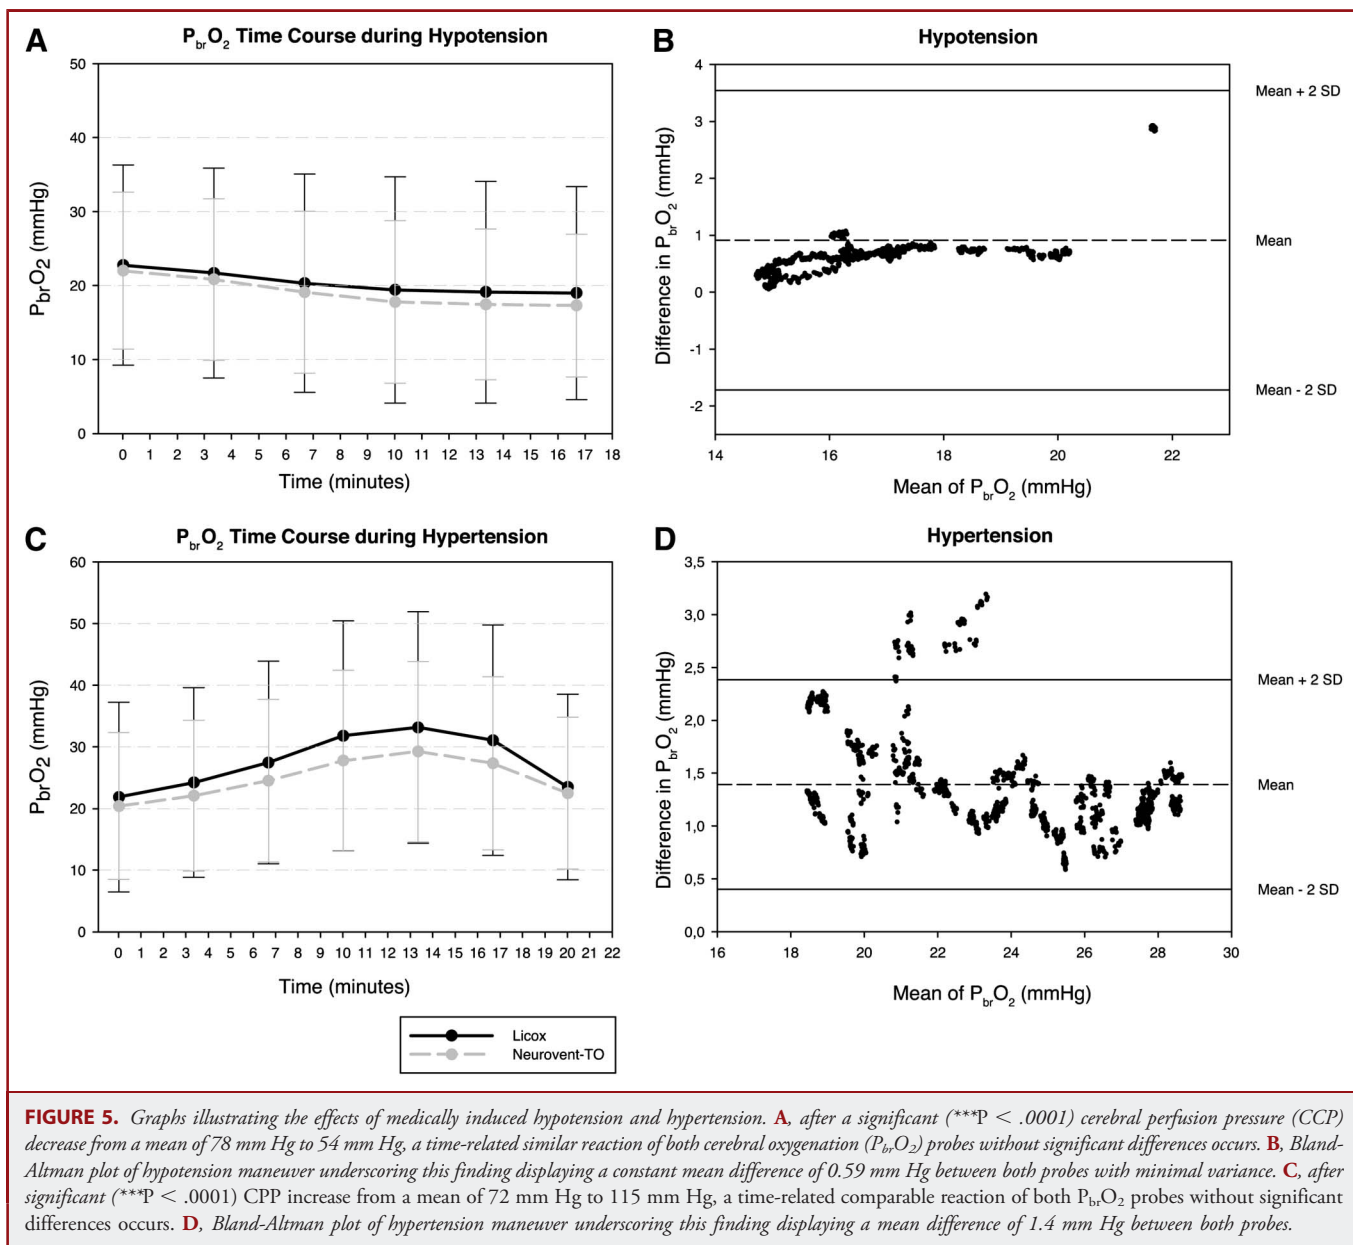 A
P_brO_2 Time Course during Hypotension
P_brO_2 (mmHg)
50
40
30
20
10
0
0 1 2 3 4 5 6 7 8 9 10 11 12 13 14 15 16 17 18
Time (minutes)
B
Hypotension
Difference in P_brO_2 (mmHg)
4
3
2
1
0
-1
-2
Mean + 2 SD
Mean
Mean - 2 SD
14 16 18 20 22
Mean of P_brO_2 (mmHg)
C
P_brO_2 Time Course during Hypertension
P_brO_2 (mmHg)
60
50
40
30
20
10
0
0 1 2 3 4 5 6 7 8 9 10 11 12 13 14 15 16 17 18 19 20 21 22
Time (minutes)
D
Hypertension
Difference in P_brO_2 (mmHg)
3,5
3,0
2,5
2,0
1,5
1,0
0,5
0,0
Mean + 2 SD
Mean
Mean - 2 SD
16 18 20 22 24 26 28 30
Mean of P_brO_2 (mmHg)
Licox
Neurovent-TO
FIGURE 5. Graphs illustrating the effects of medically induced hypotension and hypertension. A, after a significant (***P < .0001) cerebral perfusion pressure (CCP)
decrease from a mean of 78 mm Hg to 54 mm Hg, a time-related similar reaction of both cerebral oxygenation (P_brO_2) probes without significant differences occurs. B, Bland-
Altman plot of hypotension maneuver underscoring this finding displaying a constant mean difference of 0.59 mm Hg between both probes with minimal variance. C, after
significant (***P < .0001) CPP increase from a mean of 72 mm Hg to 115 mm Hg, a time-related comparable reaction of both P_brO_2 probes without significant
differences occurs. D, Bland-Altman plot of hypertension maneuver underscoring this finding displaying a mean difference of 1.4 mm Hg between both probes.